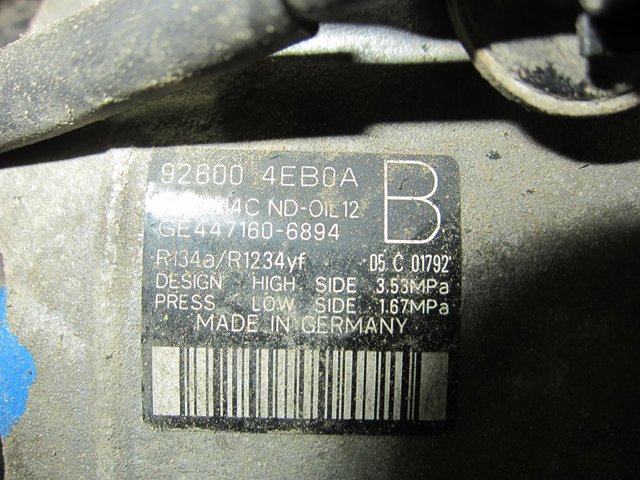 92600 4EB0A
B
14C ND-OIL12
GE447160-6894
R134a/R1234yf 05 C 01792
DESIGN HIGH SIDE 3.53MPa
PRESS LOW SIDE 1.67MPa
MADE IN GERMANY